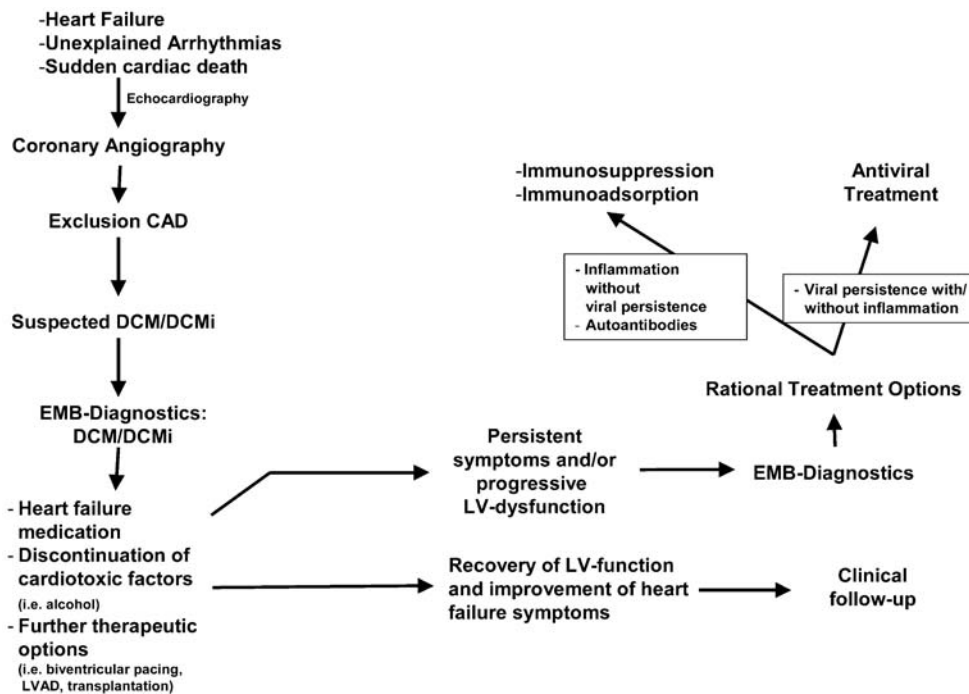 -Heart Failure
-Unexplained Arrhythmias
-Sudden cardiac death
Echocardiography
Coronary Angiography
Exclusion CAD
Suspected DCM/DCMi
EMB-Diagnostics:
DCM/DCMi
- Heart failure
medication
- Discontinuation of
cardiotoxic factors
(i.e. alcohol)
- Further therapeutic
options
(i.e. biventricular pacing,
LVAD, transplantation)
Persistent
symptoms and/or
progressive
LV-dysfunction
EMB-Diagnostics
Rational Treatment Options
- Inflammation
without
viral persistence
- Autoantibodies
- Viral persistence with/
without inflammation
-Immunosuppression
-Immunoadsorption
Antiviral
Treatment
Recovery of LV-function
and improvement of heart
failure symptoms
Clinical
follow-up